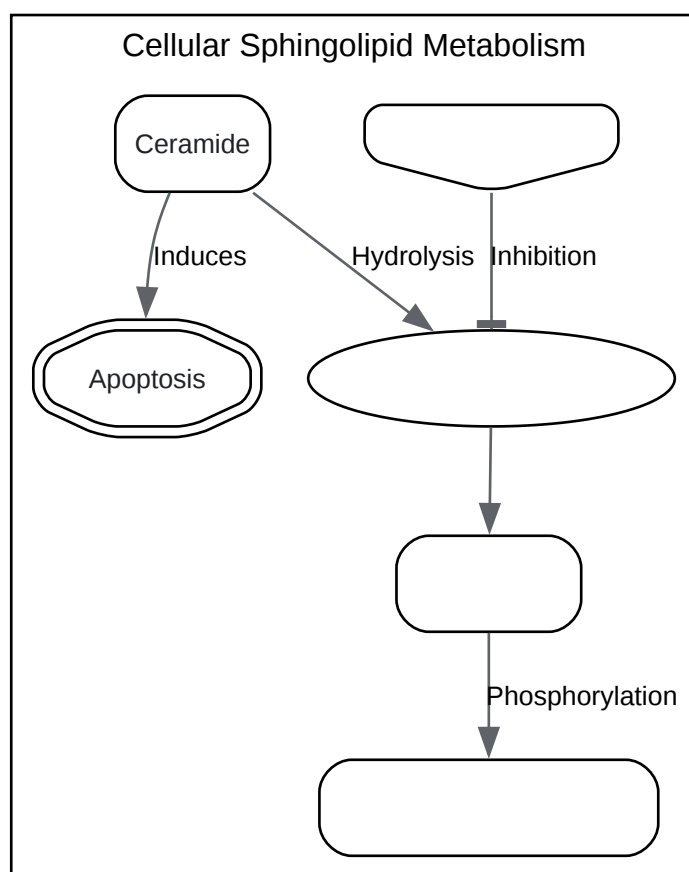 Cellular Sphingolipid Metabolism
Ceramide
Induces
Hydrolysis
Inhibition
Apoptosis
Phosphorylation